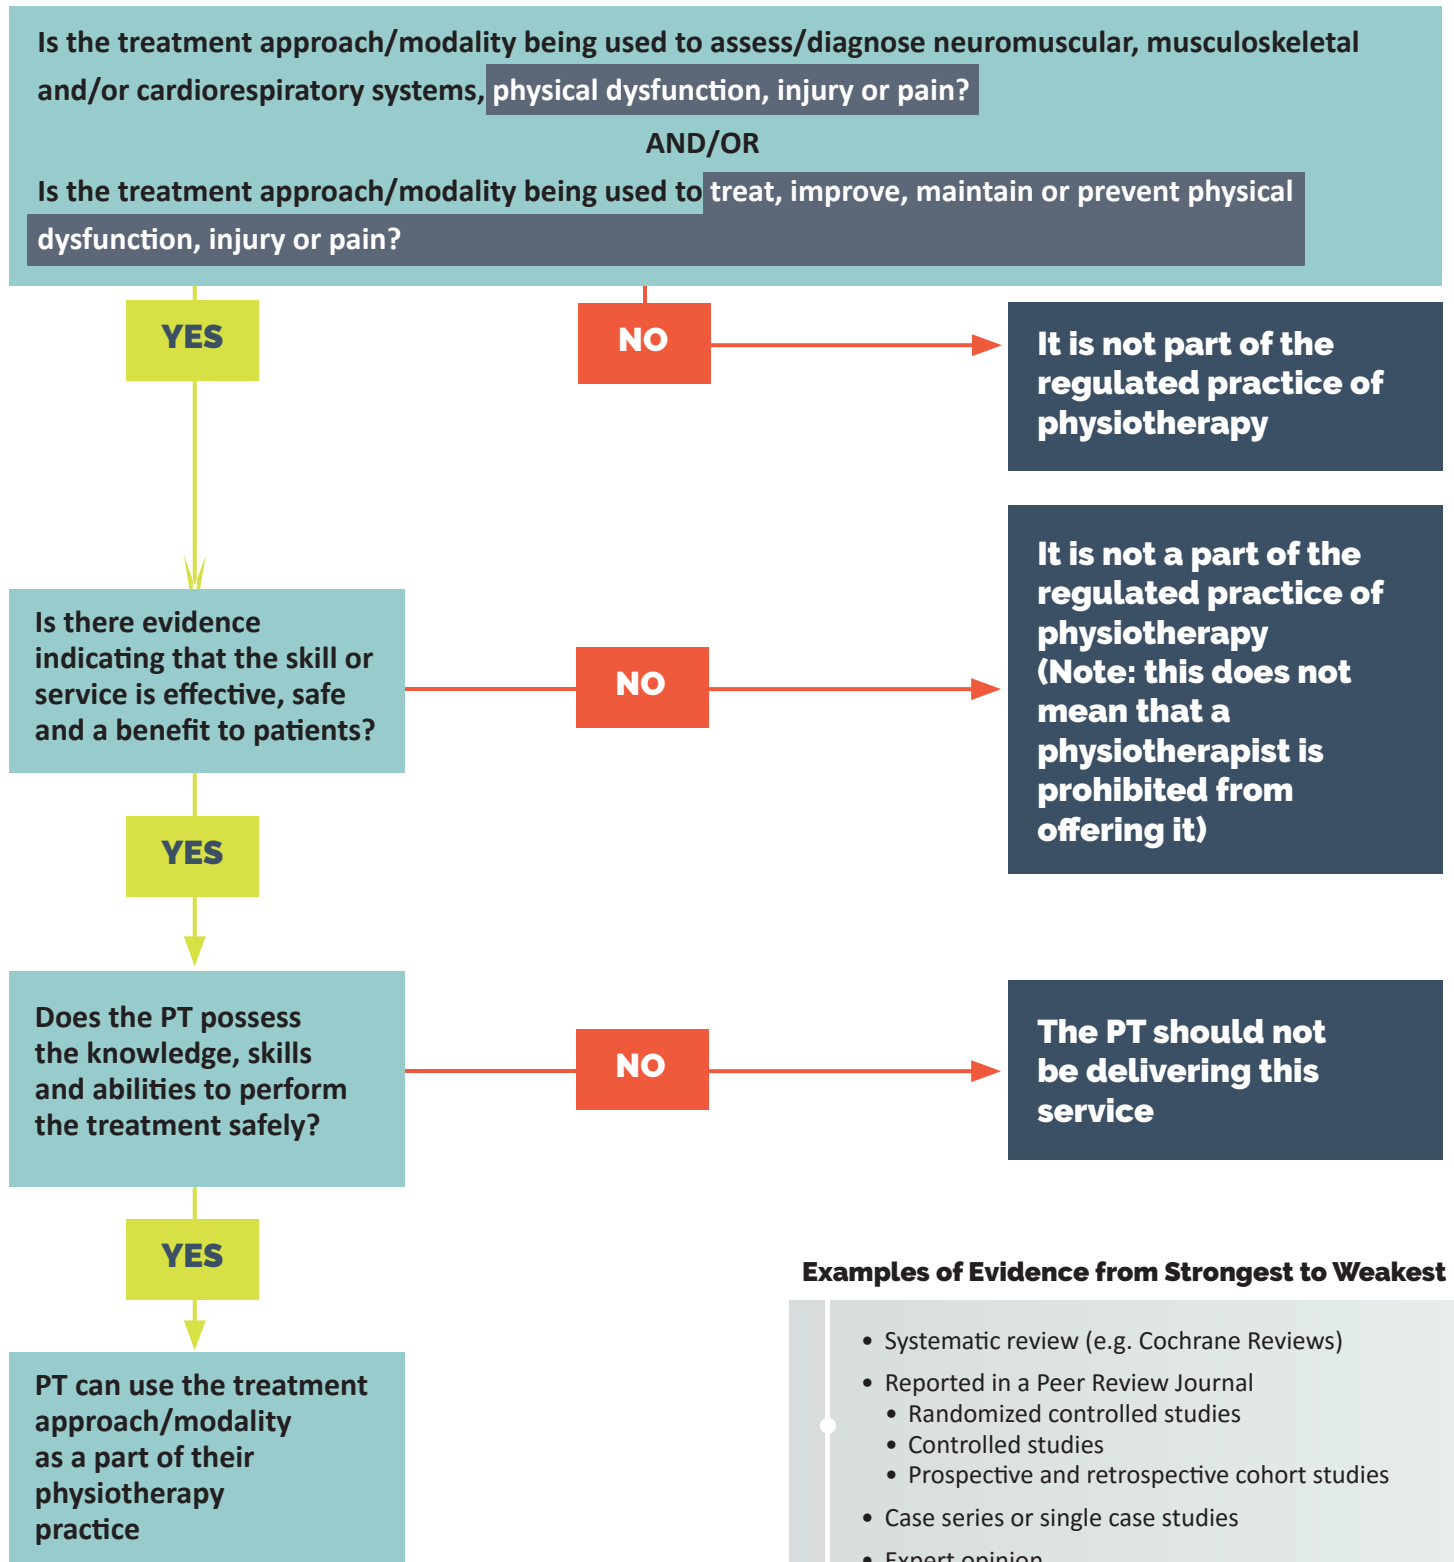 Is the treatment approach/modality being used to assess/diagnose neuromuscular, musculoskeletal
and/or cardiorespiratory systems, physical dysfunction, injury or pain?
AND/OR
Is the treatment approach/modality being used to treat, improve, maintain or prevent physical
dysfunction, injury or pain?
YES
NO
It is not part of the
regulated practice of
physiotherapy
Is there evidence
indicating that the skill or
service is effective, safe
and a benefit to patients?
NO
It is not a part of the
regulated practice of
physiotherapy
(Note: this does not
mean that a
physiotherapist is
prohibited from
offering it)
YES
Does the PT possess
the knowledge, skills
and abilities to perform
the treatment safely?
NO
The PT should not
be delivering this
service
YES
PT can use the treatment
approach/modality
as a part of their
physiotherapy
practice
Examples of Evidence from Strongest to Weakest
• Systematic review (e.g. Cochrane Reviews)
• Reported in a Peer Review Journal
• Randomized controlled studies
• Controlled studies
• Prospective and retrospective cohort studies
• Case series or single case studies
• Expert opinion